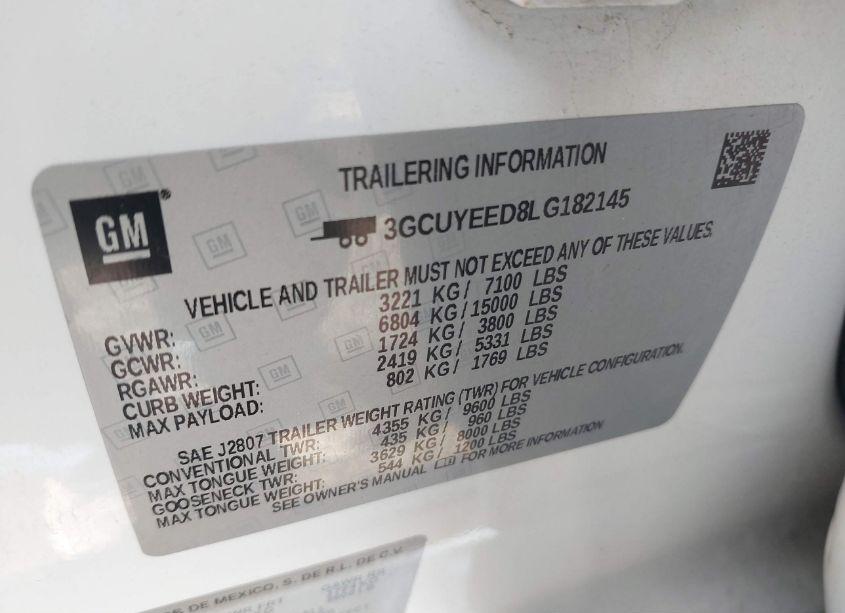 GM®
TRAILERING INFORMATION
3GCUYEED8LG182145
VEHICLE AND TRAILER MUST NOT EXCEED ANY OF THESE VALUES.
GVWR: 3221 KG/ 7100 LBS
GCWR: 6804 KG/15000 LBS
RGAWR: 1724 KG/ 3800 LBS
CURB WEIGHT: 2419 KG/ 5331 LBS
MAX PAYLOAD: 802 KG/ 1769 LBS
SAE J2807 TRAILER WEIGHT RATING (TWR) FOR VEHICLE CONFIGURATION.
CONVENTIONAL TWR: 4355 KG/ 9600 LBS
MAX TONGUE WEIGHT: 435 KG/ 960 LBS
GOOSENECK TWR: 3629 KG/ 8000 LBS
MAX TONGUE WEIGHT: 544 KG/ 1200 LBS
SEE OWNER'S MANUAL FOR MORE INFORMATION
DE MEXICO, S. DE R.L. DE C.V.